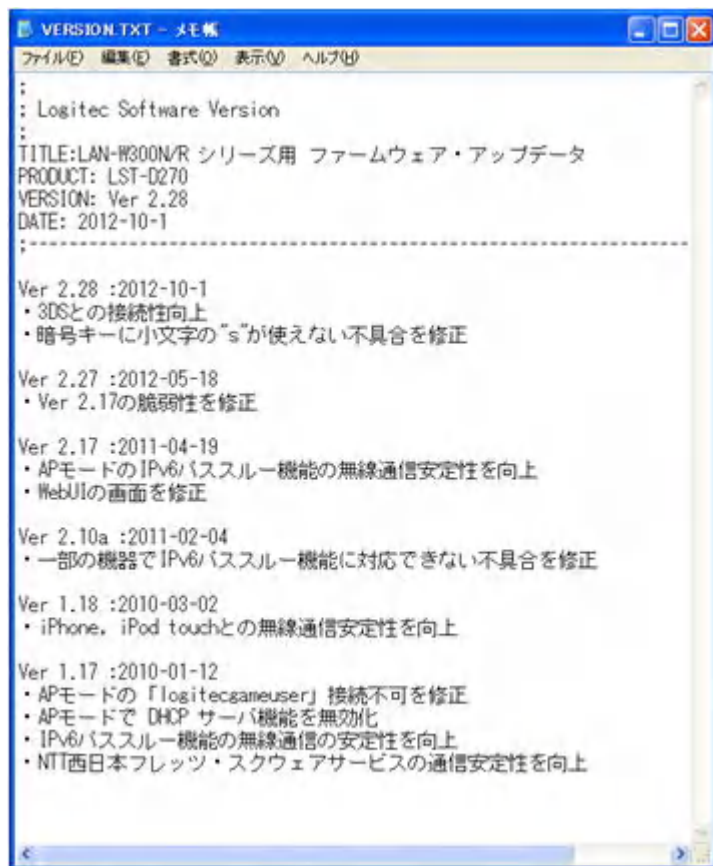 VERSION.TXT - メモ帳
ファイル(F) 編集(E) 書式(O) 表示(V) ヘルプ(H)
;
: Logitec Software Version
;
TITLE:LAN-W300N/R シリーズ用 ファームウェア・アップデータ
PRODUCT: LST-D270
VERSION: Ver 2.28
DATE: 2012-10-1
;------------------------------------------------------------------
Ver 2.28 :2012-10-1
・3DSとの接続性向上
・暗号キーに小文字の"s"が使えない不具合を修正
Ver 2.27 :2012-05-18
・Ver 2.17の脆弱性を修正
Ver 2.17 :2011-04-19
・APモードのIPv6パススルー機能の無線通信安定性を向上
・WebUIの画面を修正
Ver 2.10a :2011-02-04
・一部の機器でIPv6パススルー機能に対応できない不具合を修正
Ver 1.18 :2010-03-02
・iPhone, iPod touchとの無線通信安定性を向上
Ver 1.17 :2010-01-12
・APモードの「logitecgameuser」接続不可を修正
・APモードで DHCP サーバ機能を無効化
・IPv6パススルー機能の無線通信の安定性を向上
・NTT西日本フレッツ・スクウェアサービスの通信安定性を向上